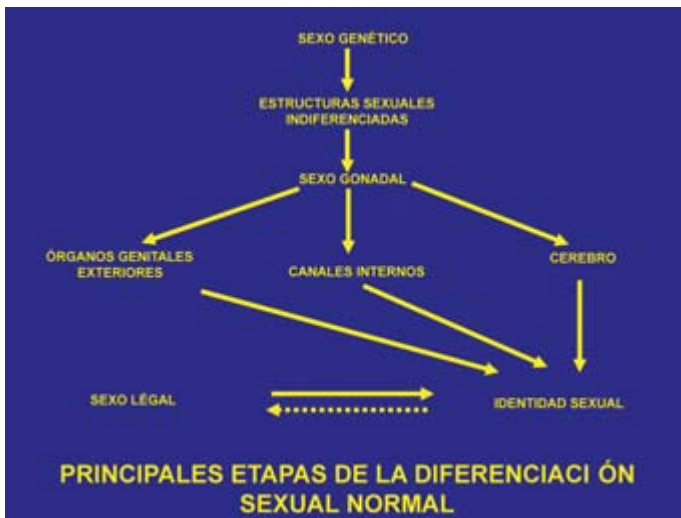 SEXO GENÉTICO
ESTRUCTURAS SEXUALES
INDIFERENCIADAS
SEXO GONADAL
ÓRGANOS GENITALES
EXTERIORES
CANALES INTERNOS
CEREBRO
SEXO LÉGAL
IDENTIDAD SEXUAL
PRINCIPALES ETAPAS DE LA DIFERENCIACI ÓN
SEXUAL NORMAL